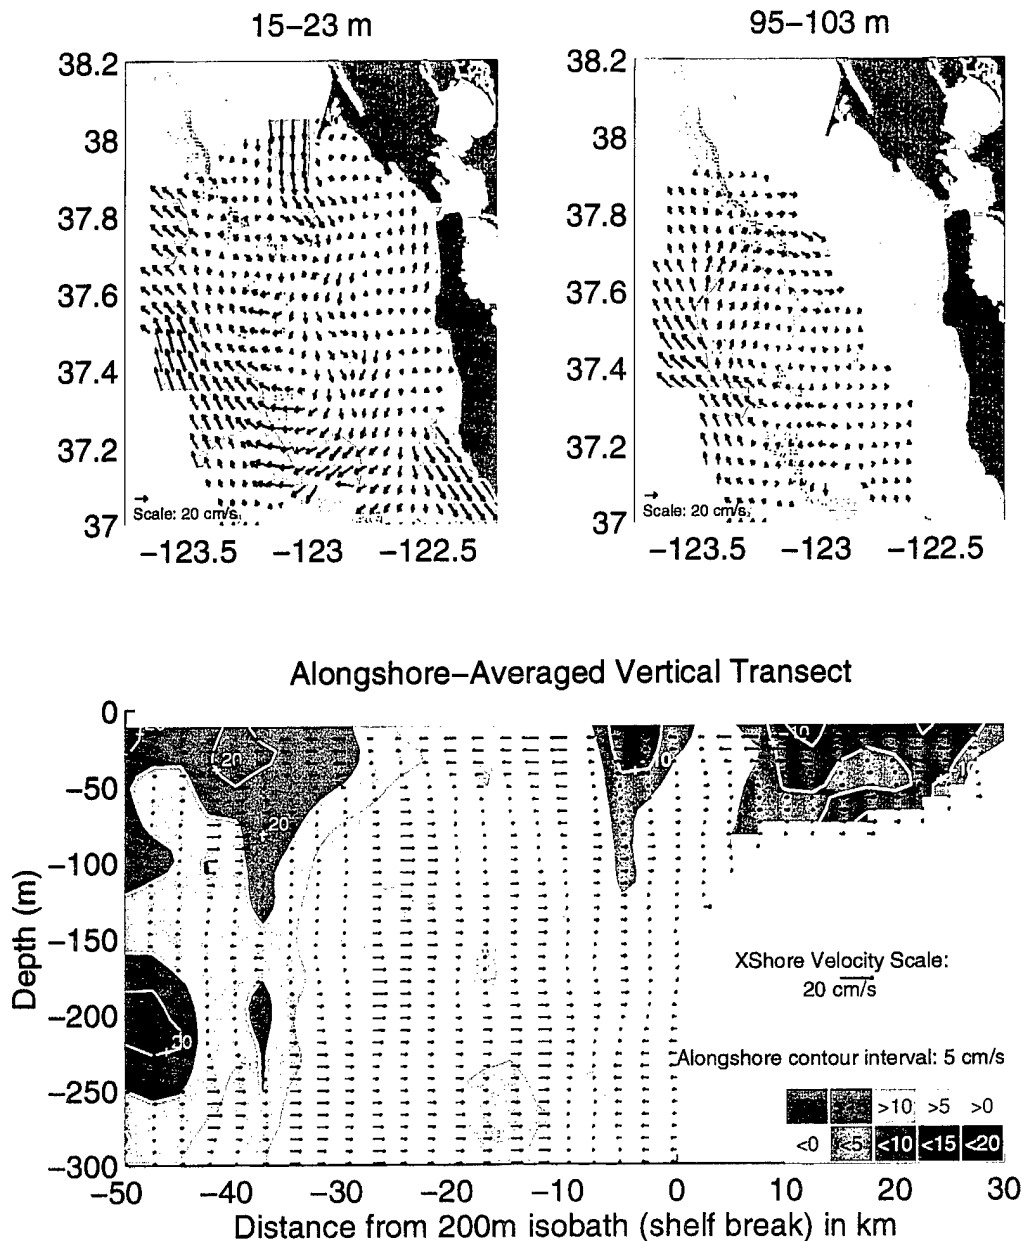 15−23 m
95−103 m
38.2
38
37.8
37.6
37.4
37.2
37
Scale: 20 cm/s
−123.5 −123 −122.5
38.2
38
37.8
37.6
37.4
37.2
37
Scale: 20 cm/s
−123.5 −123 −122.5
Alongshore−Averaged Vertical Transect
0
−50
−100
−150
−200
−250
−300
Depth (m)
20
20
XShore Velocity Scale:
20 cm/s
Alongshore contour interval: 5 cm/s
>10 >5 >0
<0 <5 <10 <15 <20
−50 −40 −30 −20 −10 0 10 20 30
Distance from 200m isobath (shelf break) in km